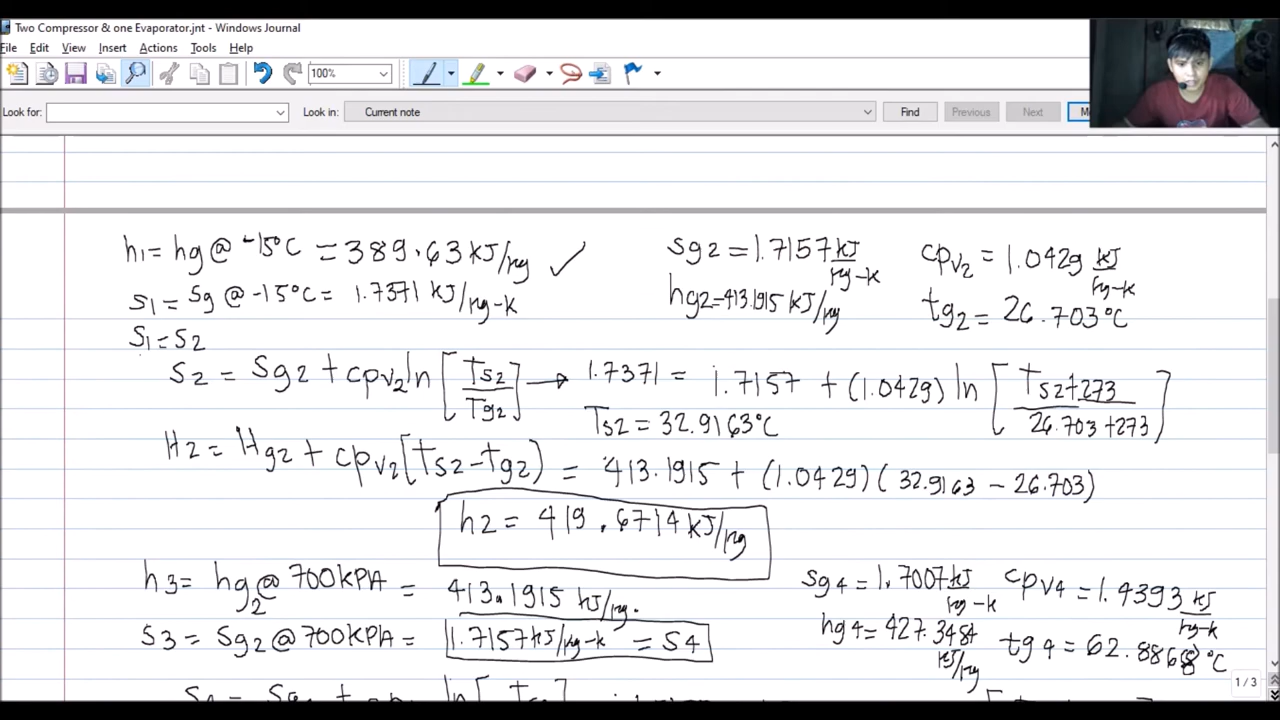 Two Compressor & one Evaporator.jnt - Windows Journal
File Edit View Insert Actions Tools Help
100%
Look for: Look in: Current note Find Previous Next
h1 = hg @ -15°C = 389.63 KJ/kg ✓
s1 = sg @ -15°C = 1.7371 KJ/kg-k
s1 = s2
sg2 = 1.7157 KJ/kg-k
hg2 = 413.1915 KJ/kg
cpv2 = 1.0429 KJ/kg-k
tg2 = 26.703°C
s2 = sg2 + cpv2 ln [Ts2/Tg2] → 1.7371 = 1.7157 + (1.0429) ln [Ts2+273/26.703+273]
Ts2 = 32.9163°C
H2 = Hg2 + cpv2 [ts2-tg2) = 413.1915 + (1.0429)(32.9163 - 26.703)
h2 = 419.6714 KJ/kg
h3 = hg2 @ 700KPA = 413.1915 KJ/kg.
s3 = sg2 @ 700KPA = 1.7157 KJ/kg-k = s4
sg4 = 1.7007 KJ/kg-k
cpv4 = 1.4393 KJ/kg-k
hg4 = 427.3484 KJ/kg
tg4 = 62.8868°C
1 / 3